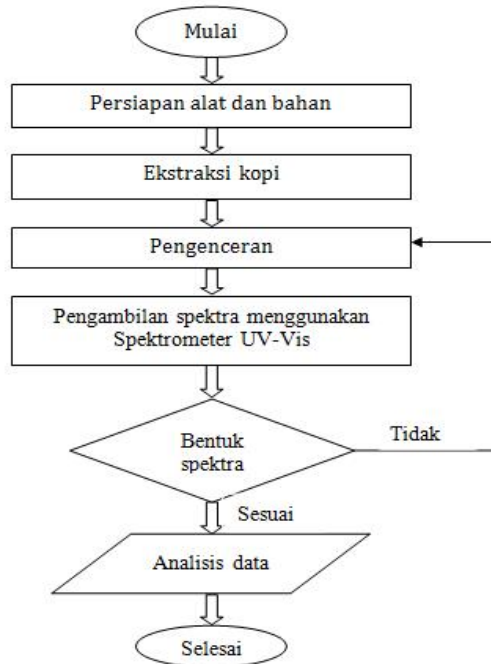 Mulai
Persiapan alat dan bahan
Ekstraksi kopi
Pengenceran
Pengambilan spektra menggunakan
Spektrometer UV-Vis
Bentuk
spektra
Tidak
Sesuai
Analisis data
Selesai